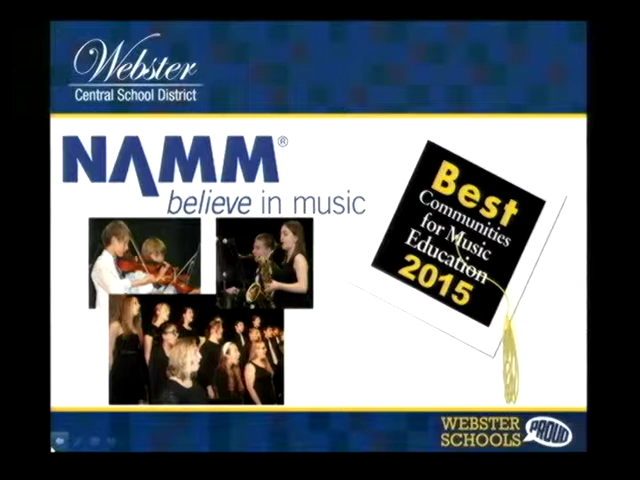 Webster
Central School District
NAMM®
believe in music
Best
Communities
for Music
Education
2015
WEBSTER
SCHOOLS
PROUD